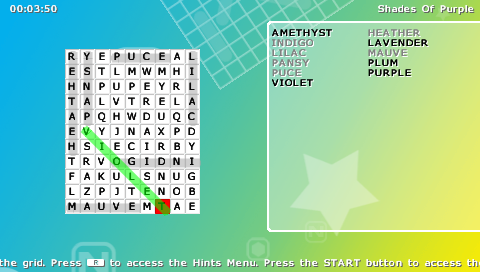 00:03:50
Shades Of Purple
R Y E P U C E A L
E S T L M W M H I
H N P U P E Y R L
T A L V T R E L A
A P Q H W D U Q C
E V Y J N A X P D
H S I E C I R B Y
T R V O G I D N I
F A K U L S N U G
L Z P J T E N O B
M A U V E M T A E
AMETHYST HEATHER
INDIGO LAVENDER
LILAC MAUVE
PANSY PLUM
PUCE PURPLE
VIOLET
the grid. Press R to access the Hints Menu. Press the START button to access th